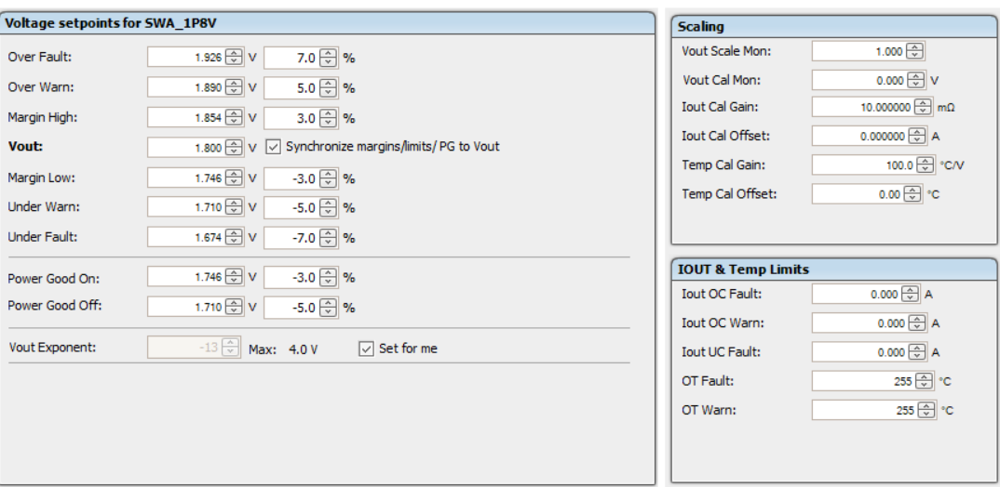 Voltage setpoints for SWA_1P8V
Over Fault: 1.926 V 7.0 %
Over Warn: 1.890 V 5.0 %
Margin High: 1.854 V 3.0 %
Vout: 1.800 V Synchronize margins/limits/ PG to Vout
Margin Low: 1.746 V -3.0 %
Under Warn: 1.710 V -5.0 %
Under Fault: 1.674 V -7.0 %
Power Good On: 1.746 V -3.0 %
Power Good Off: 1.710 V -5.0 %
Vout Exponent: -13 Max: 4.0 V Set for me
Scaling
Vout Scale Mon: 1.000
Vout Cal Mon: 0.000 V
Iout Cal Gain: 10.000000 mΩ
Iout Cal Offset: 0.000000 A
Temp Cal Gain: 100.0 °C/V
Temp Cal Offset: 0.00 °C
IOUT & Temp Limits
Iout OC Fault: 0.000 A
Iout OC Warn: 0.000 A
Iout UC Fault: 0.000 A
OT Fault: 255 °C
OT Warn: 255 °C